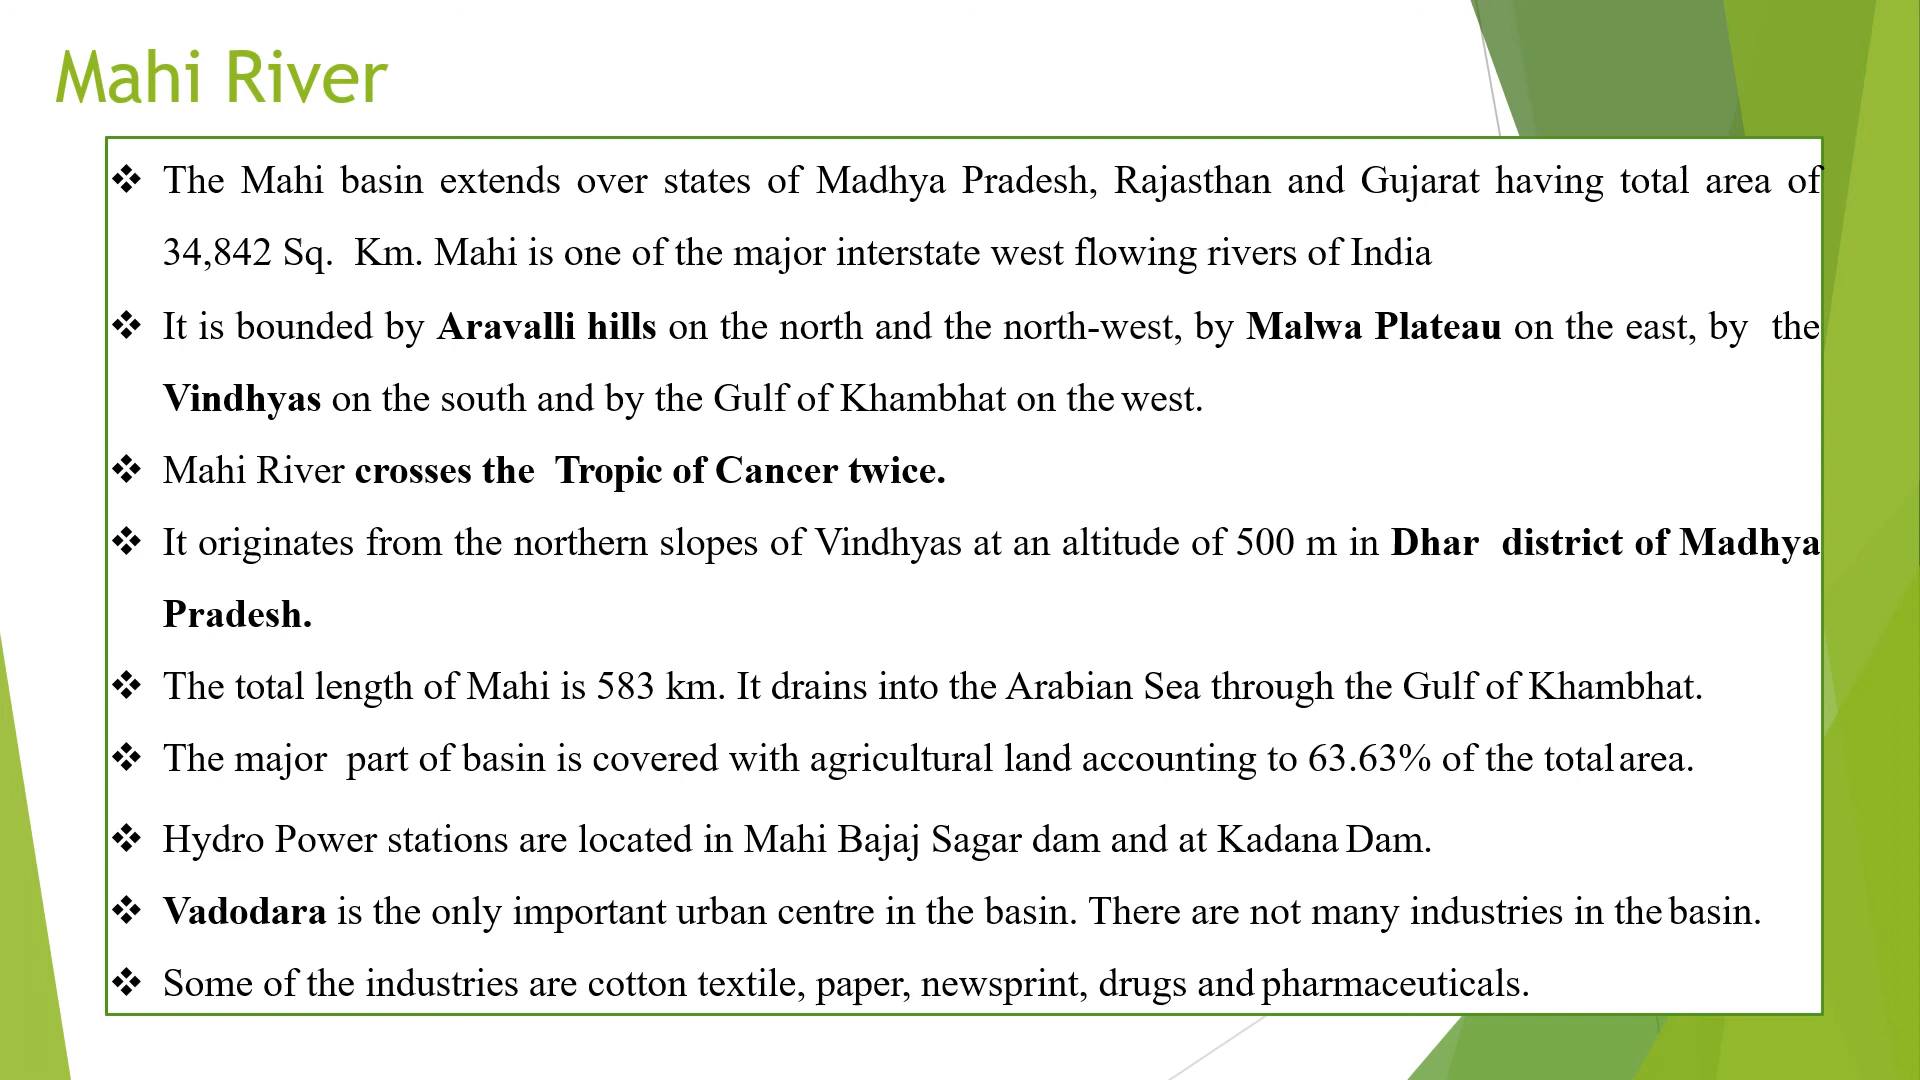 Mahi River
❖ The Mahi basin extends over states of Madhya Pradesh, Rajasthan and Gujarat having total area of
34,842 Sq. Km. Mahi is one of the major interstate west flowing rivers of India
❖ It is bounded by Aravalli hills on the north and the north-west, by Malwa Plateau on the east, by the
Vindhyas on the south and by the Gulf of Khambhat on the west.
❖ Mahi River crosses the Tropic of Cancer twice.
❖ It originates from the northern slopes of Vindhyas at an altitude of 500 m in Dhar district of Madhya
Pradesh.
❖ The total length of Mahi is 583 km. It drains into the Arabian Sea through the Gulf of Khambhat.
❖ The major part of basin is covered with agricultural land accounting to 63.63% of the total area.
❖ Hydro Power stations are located in Mahi Bajaj Sagar dam and at Kadana Dam.
❖ Vadodara is the only important urban centre in the basin. There are not many industries in the basin.
❖ Some of the industries are cotton textile, paper, newsprint, drugs and pharmaceuticals.